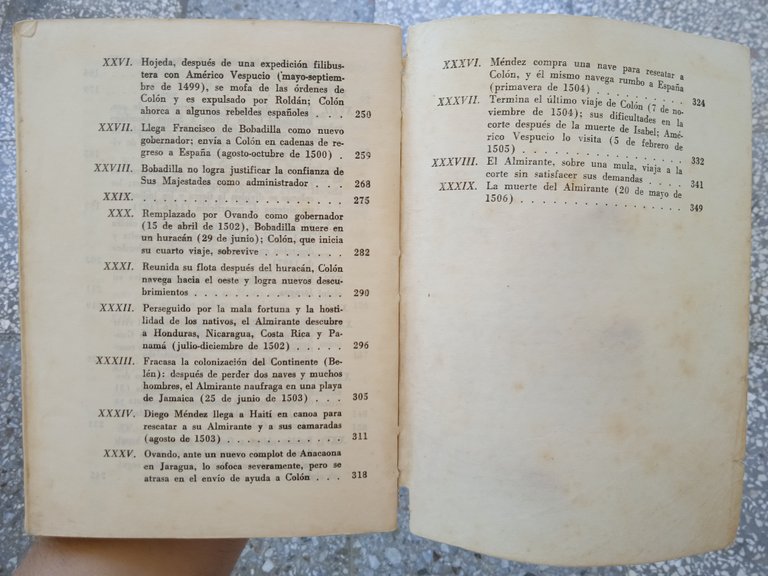 XXVI. Hojeda, después de una expedición filibus-
tera con Américo Vespucio (mayo-septiem-
bre de 1499), se mofa de las órdenes de
Colón y es expulsado por Roldán; Colón
ahorca a algunos rebeldes españoles . . . 250
XXVII. Llega Francisco de Bobadilla como nuevo
gobernador; envía a Colón en cadenas de
regreso a España (agosto-octubre de 1500) . 259
XXVIII. Bobadilla no logra justificar la confianza de
Sus Majestades como administrador . . . . 268
XXIX. . . . . . . . . . . . . . . . . . . . 275
XXX. Remplazado por Ovando como gobernador
(15 de abril de 1502), Bobadilla muere en
un huracán (29 de junio); Colón, que inicia
su cuarto viaje, sobrevive . . . . . . . . 282
XXXI. Reunida su flota después del huracán, Colón
navega hacia el oeste y logra nuevos descu-
brimientos . . . . . . . . . . . . . . . 290
XXXII. Perseguido por la mala fortuna y la hosti-
lidad de los nativos, el Almirante descubre
a Honduras, Nicaragua, Costa Rica y Pa-
namá (julio-diciembre de 1502) . . . . . 296
XXXIII. Fracasa la colonización del Continente (Be-
lén): después de perder dos naves y muchos
hombres, el Almirante naufraga en una playa
de Jamaica (25 de junio de 1503) . . . . 305
XXXIV. Diego Méndez llega a Haití en canoa para
rescatar a su Almirante y a sus camaradas
(agosto de 1503) . . . . . . . . . . . . 311
XXXV. Ovando, ante un nuevo complot de Anacaona
en Jaragua, lo sofoca severamente, pero se
atrasa en el envío de ayuda a Colón . . . 318
XXXVI. Méndez compra una nave para rescatar a
Colón, y él mismo navega rumbo a España
(primavera de 1504) . . . . . . . . . . . 324
XXXVII. Termina el último viaje de Colón (7 de no-
viembre de 1504); sus dificultades en la
corte después de la muerte de Isabel; Amé-
rico Vespucio lo visita (5 de febrero de
1505) . . . . . . . . . . . . . . . . . . 332
XXXVIII. El Almirante, sobre una mula, viaja a la
corte sin satisfacer sus demandas . . . . . 341
XXXIX. La muerte del Almirante (20 de mayo de
1506) . . . . . . . . . . . . . . . . . . 349